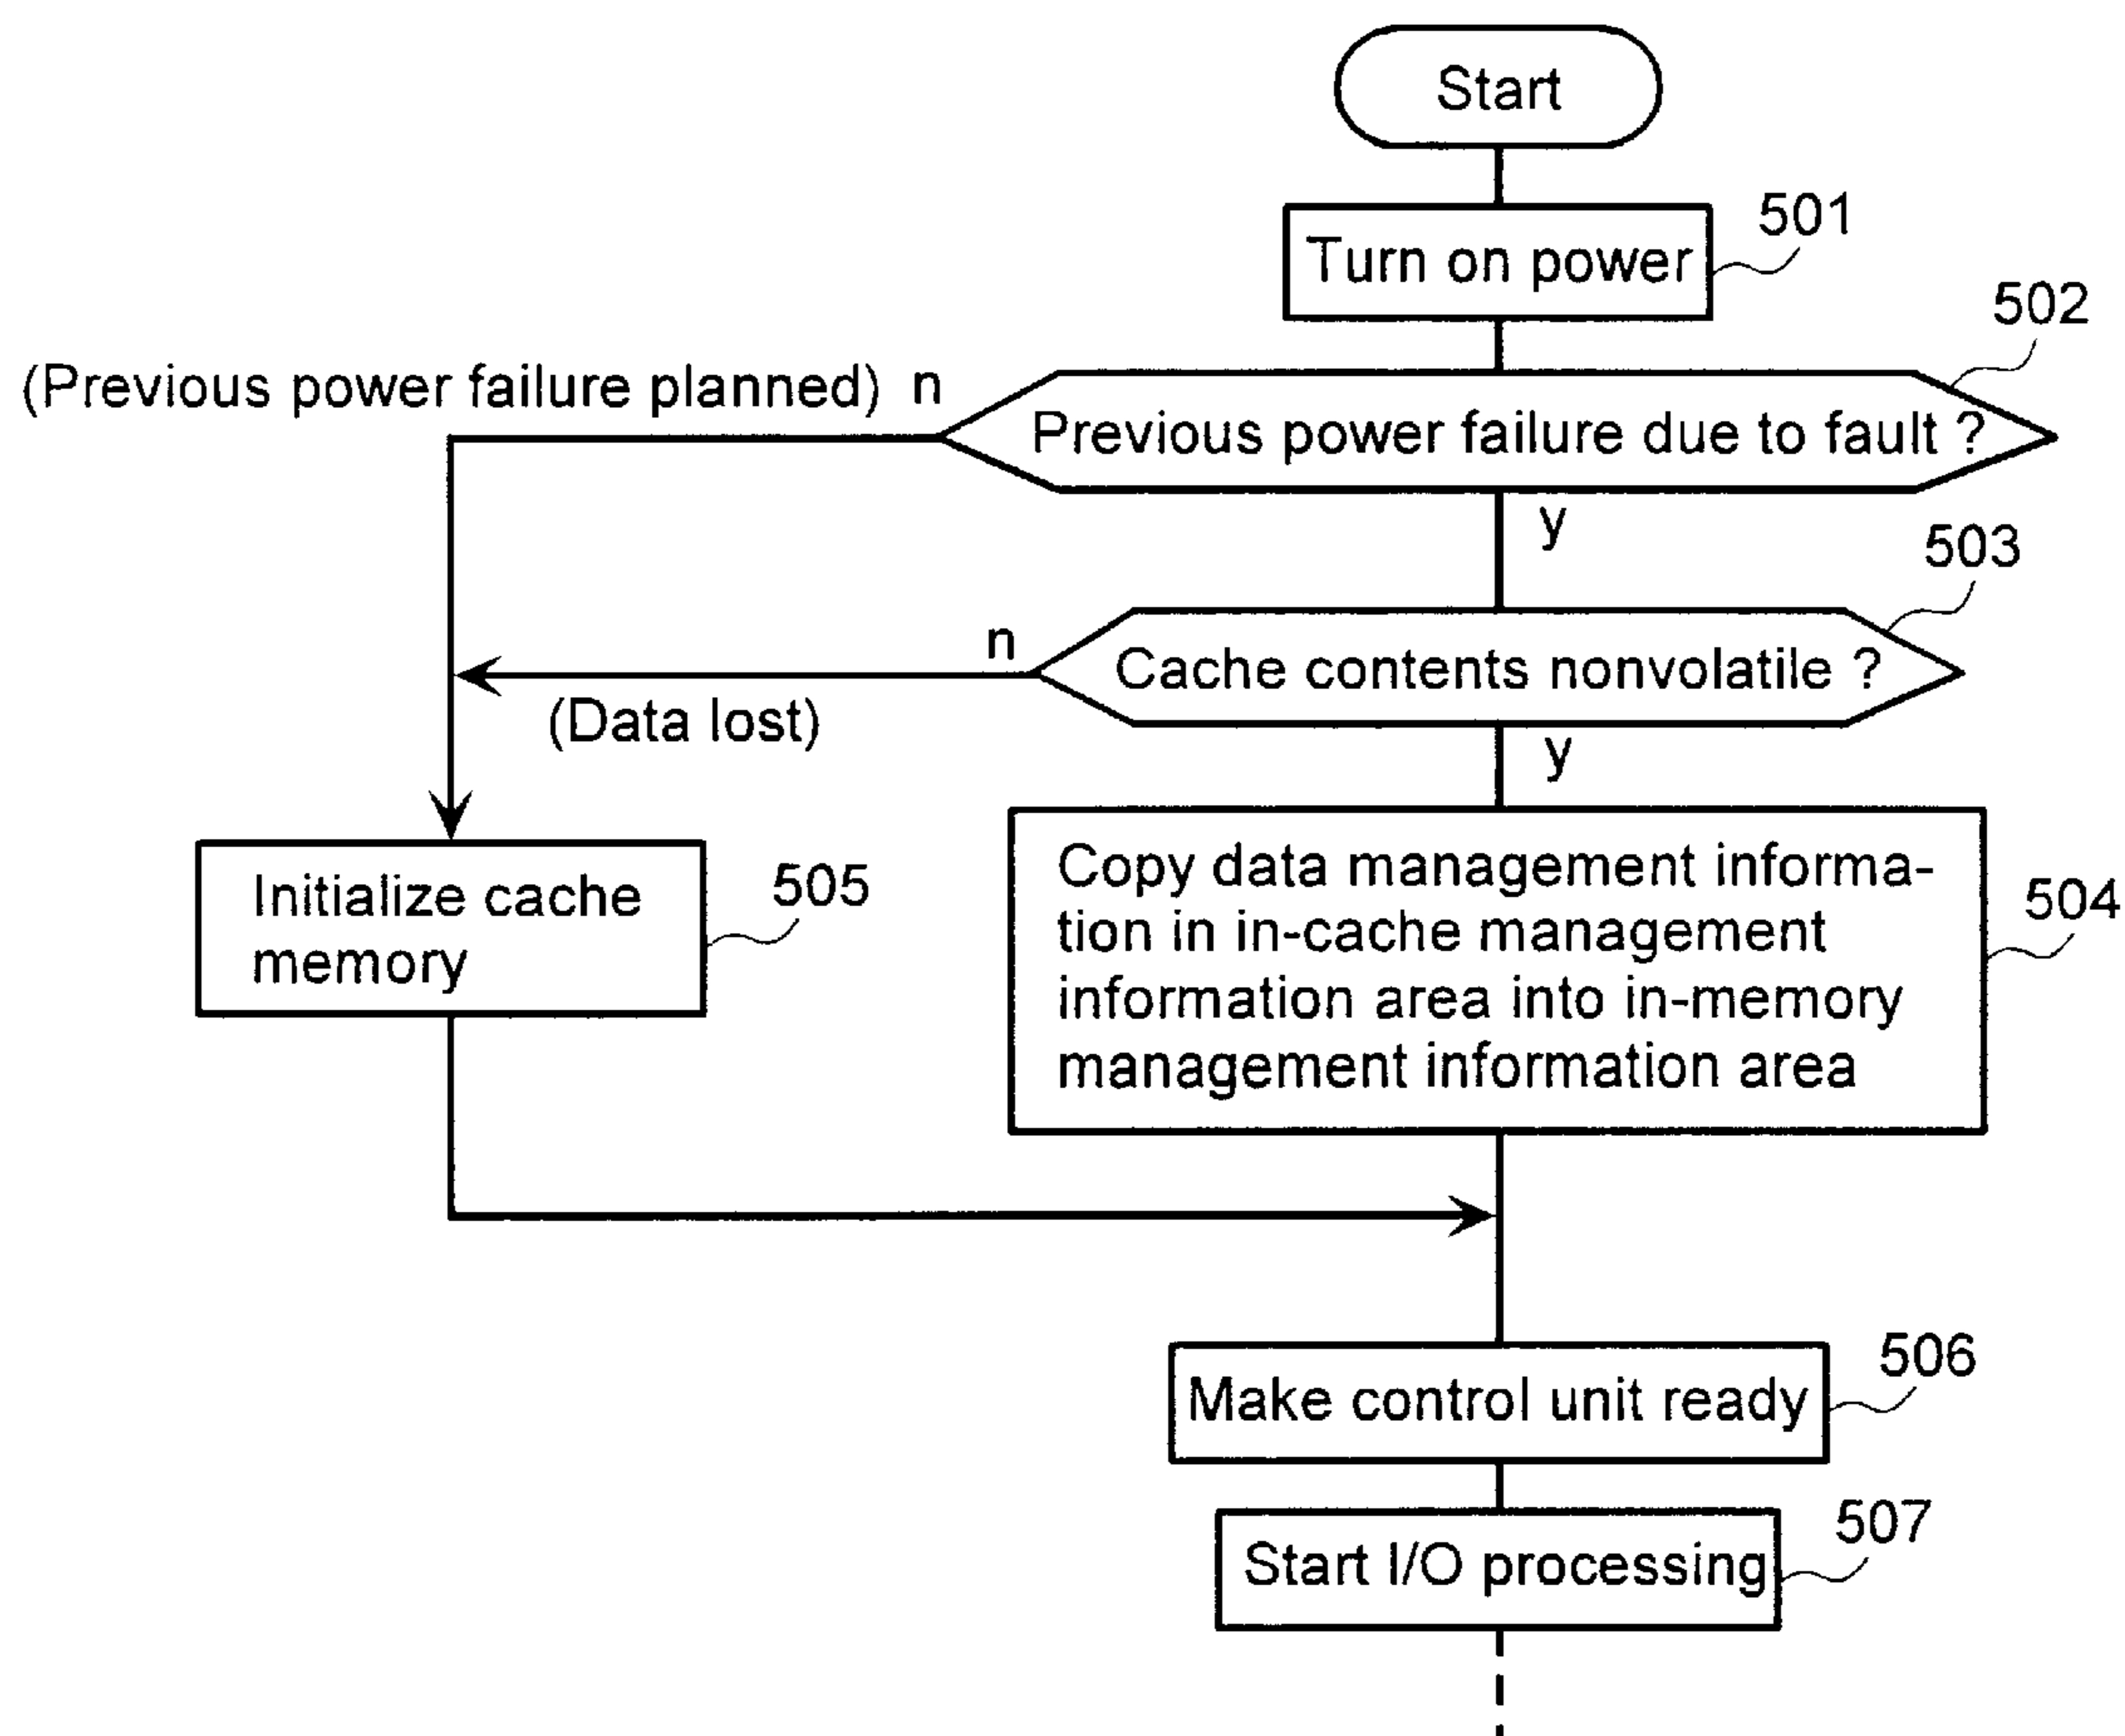 Start
501
Turn on power
502
(Previous power failure planned) n
Previous power failure due to fault ?
y
503
n
Cache contents nonvolatile ?
(Data lost)
y
Copy data management informa-
tion in in-cache management
information area into in-memory
management information area
504
Initialize cache
memory
505
506
Make control unit ready
507
Start I/O processing